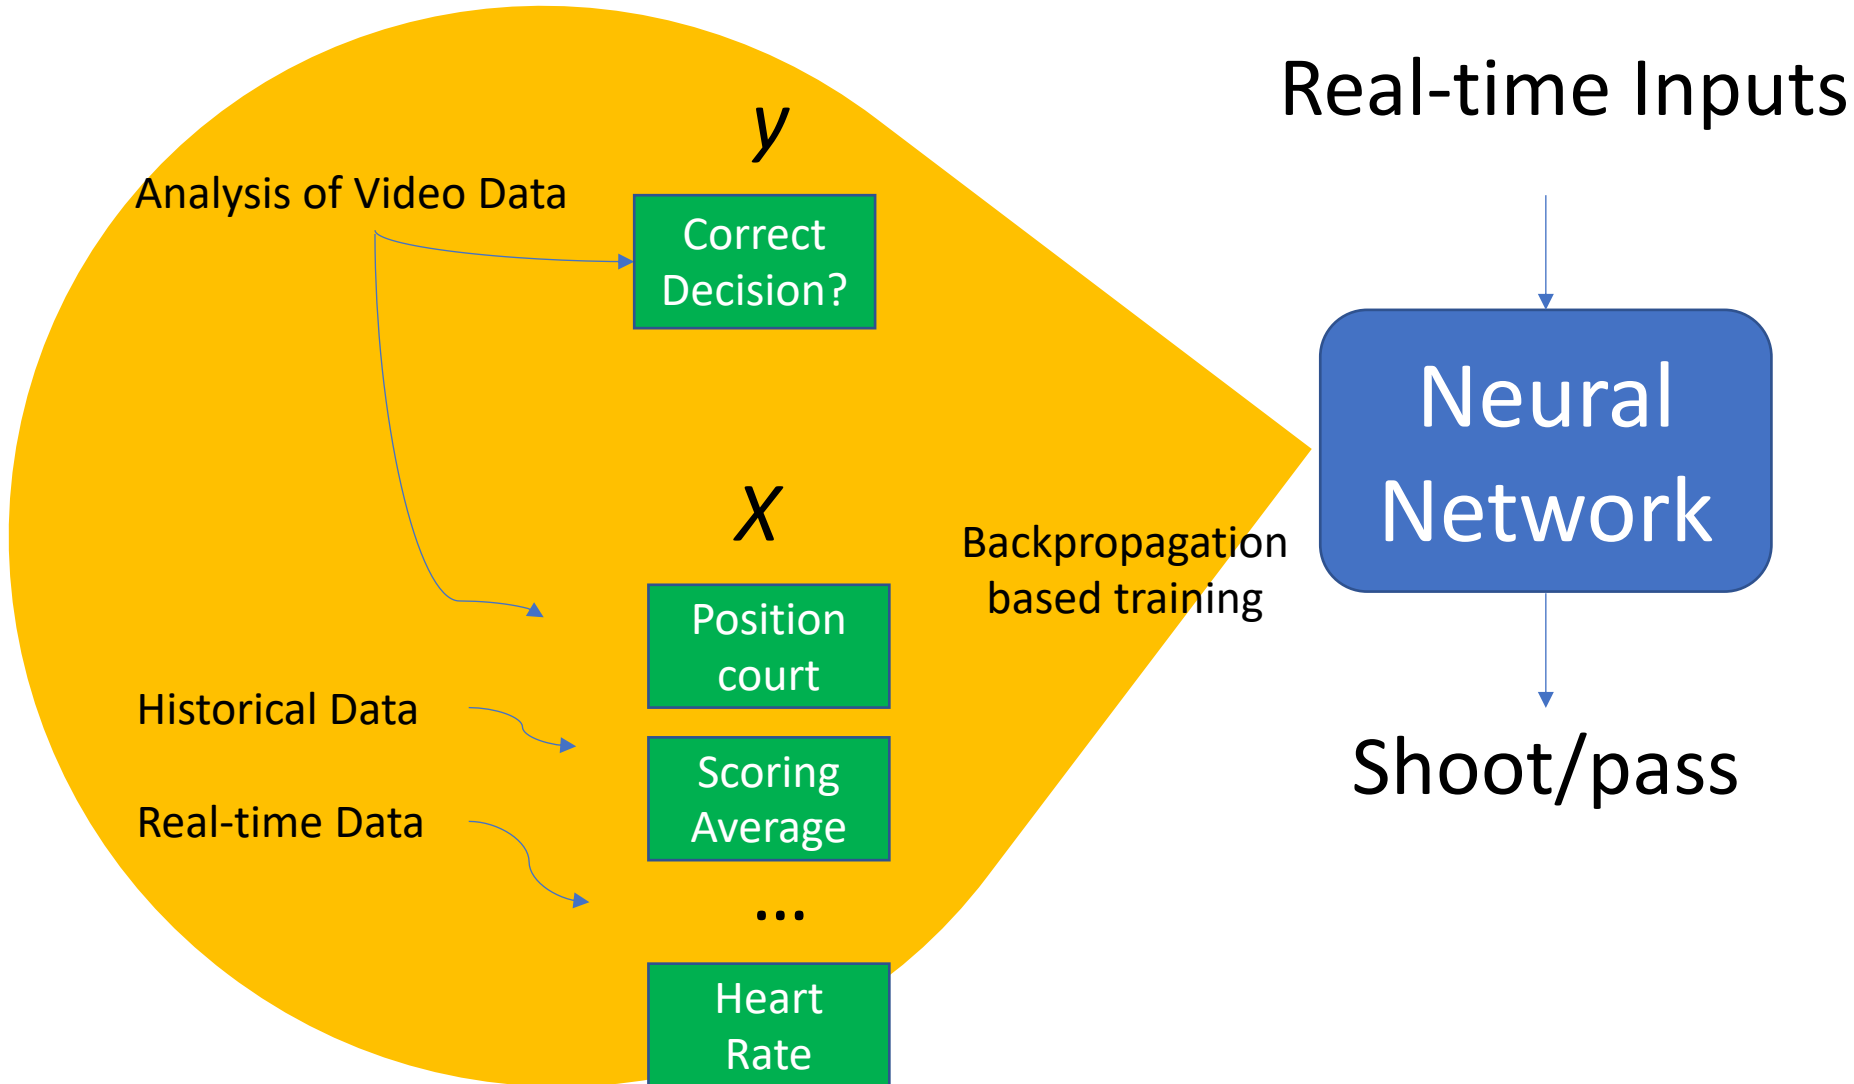 y
Analysis of Video Data
Correct
Decision?
X
Position
court
Historical Data
Scoring
Average
Real-time Data
...
Heart
Rate
Backpropagation
based training
Real-time Inputs
Neural
Network
Shoot/pass